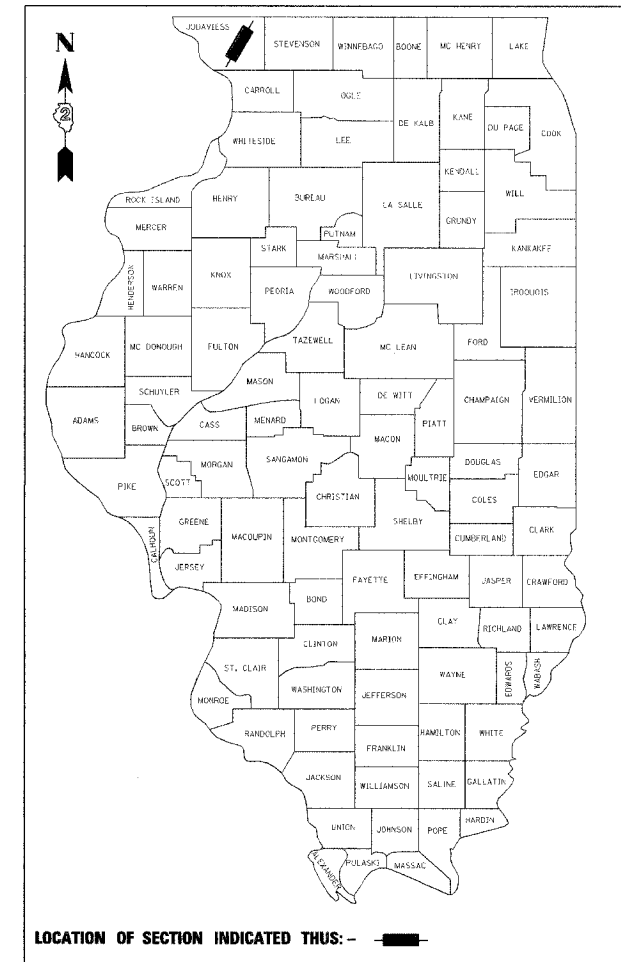 JODAVIESS
STEVENSON
WINNEBAGO
BOONE
MC HENRY
LAKE
N
2
CARROLL
OGLE
DE KALB
KANE
DU PAGE
COOK
WHITESIDE
LEE
KENDALL
WILL
ROCK ISLAND
HENRY
BUREAU
LA SALLE
GRUNDY
MERCER
PUTNAM
KANKAKEE
STARK
MARSHALL
HENDERSON
WARREN
KNOX
PEORIA
WOODFORD
LIVINGSTON
IROQUOIS
HANCOCK
MC DONOUGH
FULTON
TAZEWELL
MC LEAN
FORD
MASON
SCHUYLER
LOGAN
DE WITT
CHAMPAIGN
VERMILION
ADAMS
BROWN
CASS
MENARD
PIATT
MACON
PIKE
SCOTT
MORGAN
SANGAMON
MOULTRIE
DOUGLAS
EDGAR
CHRISTIAN
COLES
CALHOUN
GREENE
MACOUPIN
MONTGOMERY
SHELBY
CUMBERLAND
CLARK
JERSEY
FAYETTE
EFFINGHAM
JASPER
CRAWFORD
MADISON
BOND
CLAY
RICHLAND
LAWRENCE
CLINTON
MARION
ST. CLAIR
WAYNE
EDWARDS
WABASH
WASHINGTON
JEFFERSON
MONROE
RANDOLPH
PERRY
HAMILTON
WHITE
FRANKLIN
JACKSON
WILLIAMSON
SALINE
GALLATIN
UNION
JOHNSON
POPE
HARDIN
ALEXANDER
PULASKI
MASSAC
LOCATION OF SECTION INDICATED THUS: -